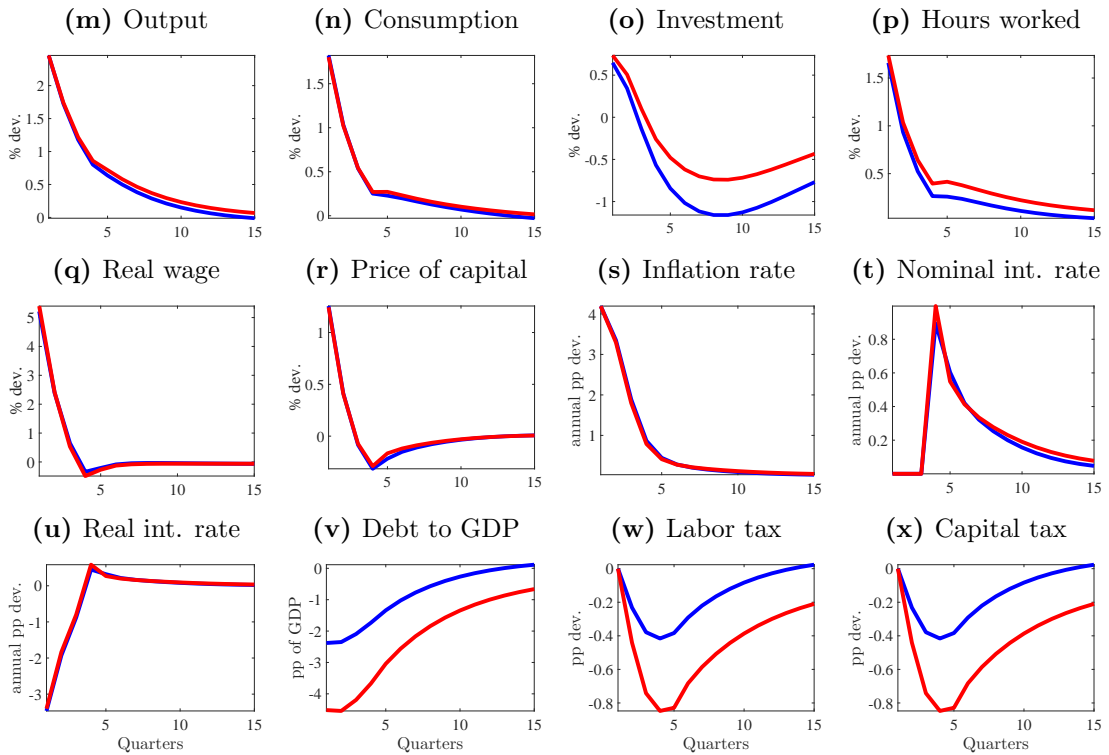 (m) Output (n) Consumption (o) Investment (p) Hours worked
% dev. 2 1.5 1 0.5 0 5 10 15
% dev. 1.5 1 0.5 0 5 10 15
% dev. 0.5 0 -0.5 -1 5 10 15
% dev. 1.5 1 0.5 5 10 15
(q) Real wage (r) Price of capital (s) Inflation rate (t) Nominal int. rate
% dev. 5 4 3 2 1 0 5 10 15
% dev. 1 0.5 0 5 10 15
annual pp dev. 4 3 2 1 5 10 15
annual pp dev. 0.8 0.6 0.4 0.2 5 10 15
(u) Real int. rate (v) Debt to GDP (w) Labor tax (x) Capital tax
annual pp dev. 0 -1 -2 -3 5 10 15
pp of GDP 0 -1 -2 -3 -4 5 10 15
pp dev. 0 -0.2 -0.4 -0.6 -0.8 5 10 15
pp dev. 0 -0.2 -0.4 -0.6 -0.8 5 10 15
Quarters Quarters Quarters Quarters